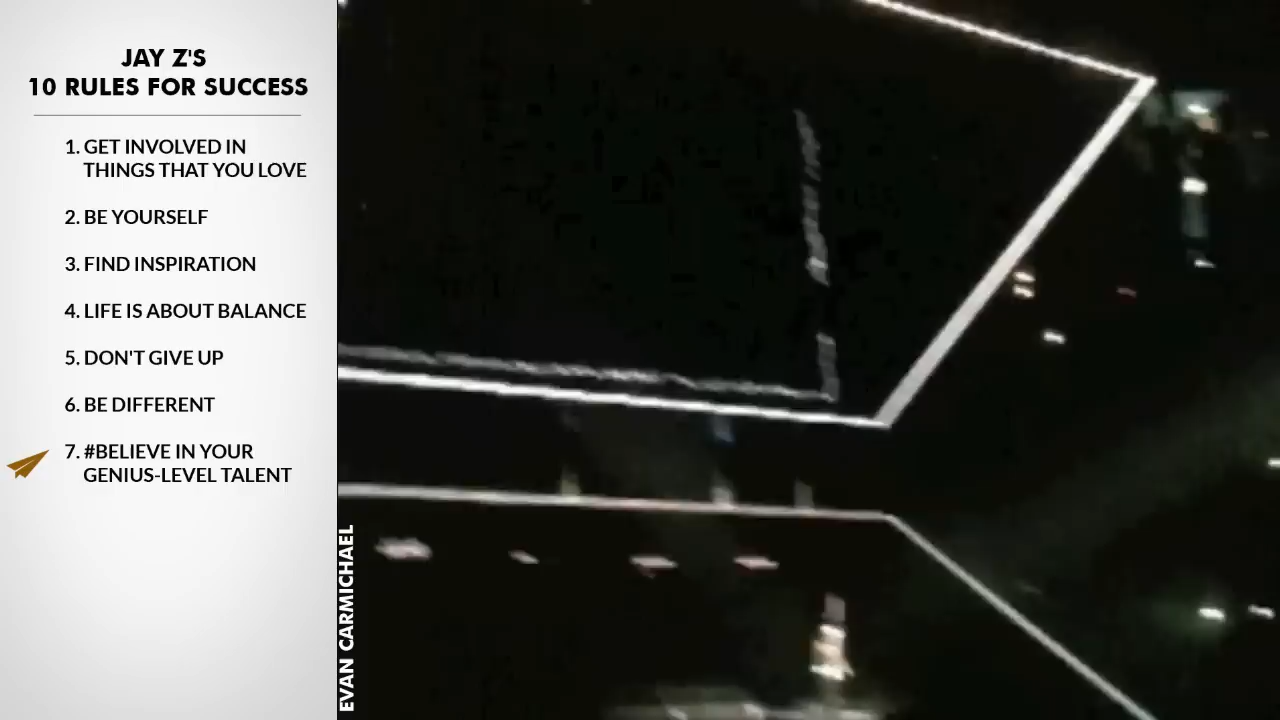 JAY Z'S
10 RULES FOR SUCCESS
1. GET INVOLVED IN
THINGS THAT YOU LOVE
2. BE YOURSELF
3. FIND INSPIRATION
4. LIFE IS ABOUT BALANCE
5. DON'T GIVE UP
6. BE DIFFERENT
7. #BELIEVE IN YOUR
GENIUS-LEVEL TALENT
EVAN CARMICHAEL